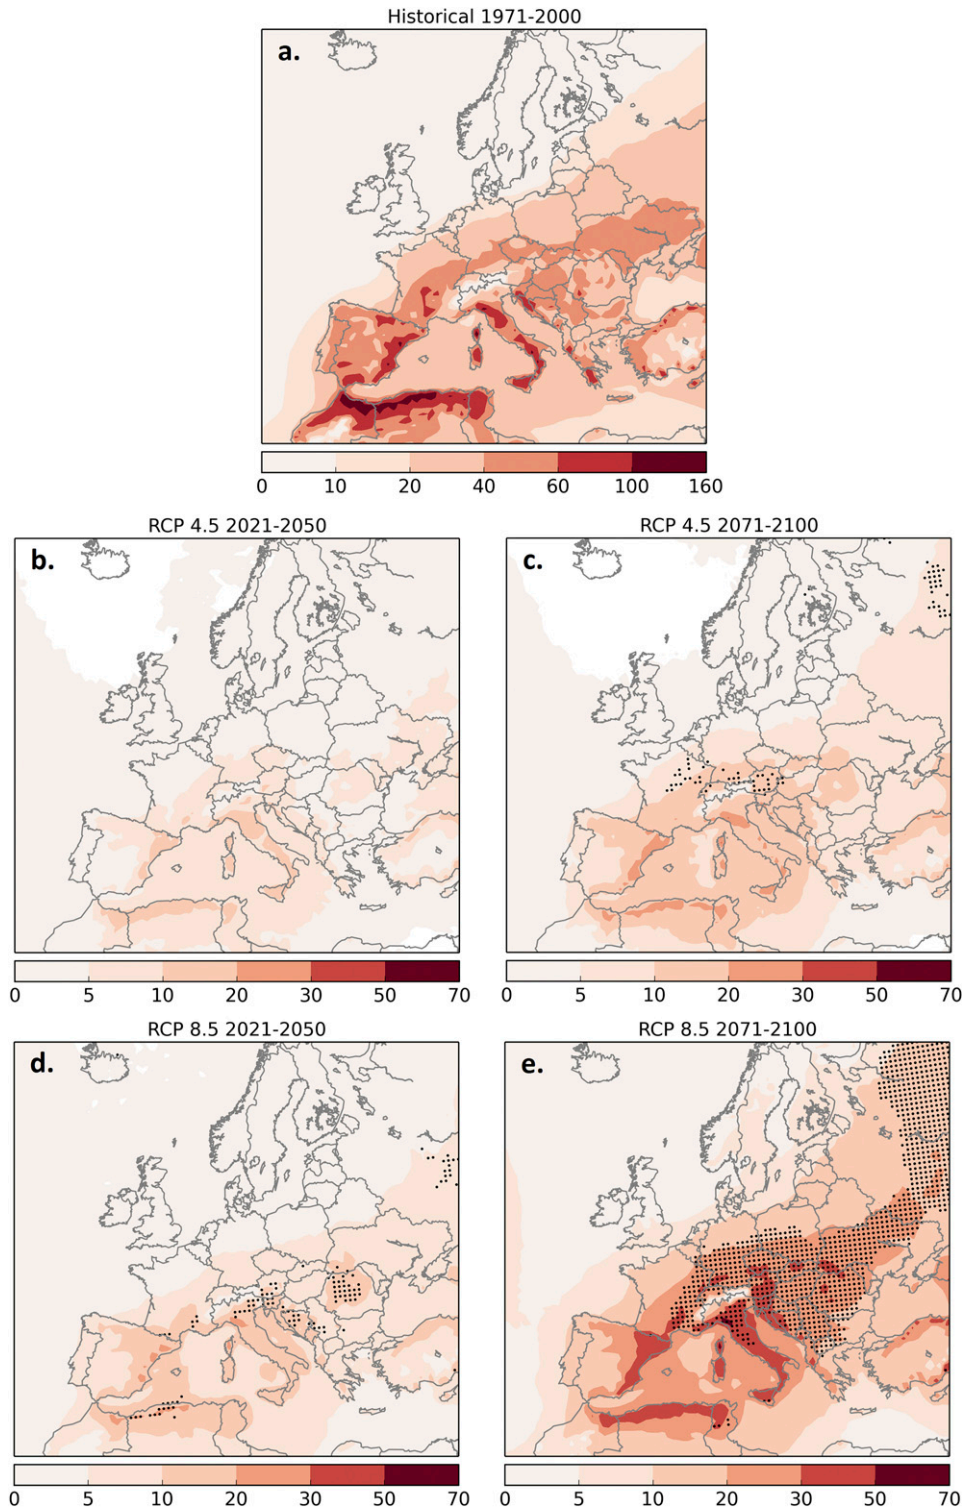 Historical 1971-2000
a.
0 10 20 40 60 100 160
RCP 4.5 2021-2050
RCP 4.5 2071-2100
b.
c.
0 5 10 20 30 50 70
0 5 10 20 30 50 70
RCP 8.5 2021-2050
RCP 8.5 2071-2100
d.
e.
0 5 10 20 30 50 70
0 5 10 20 30 50 70